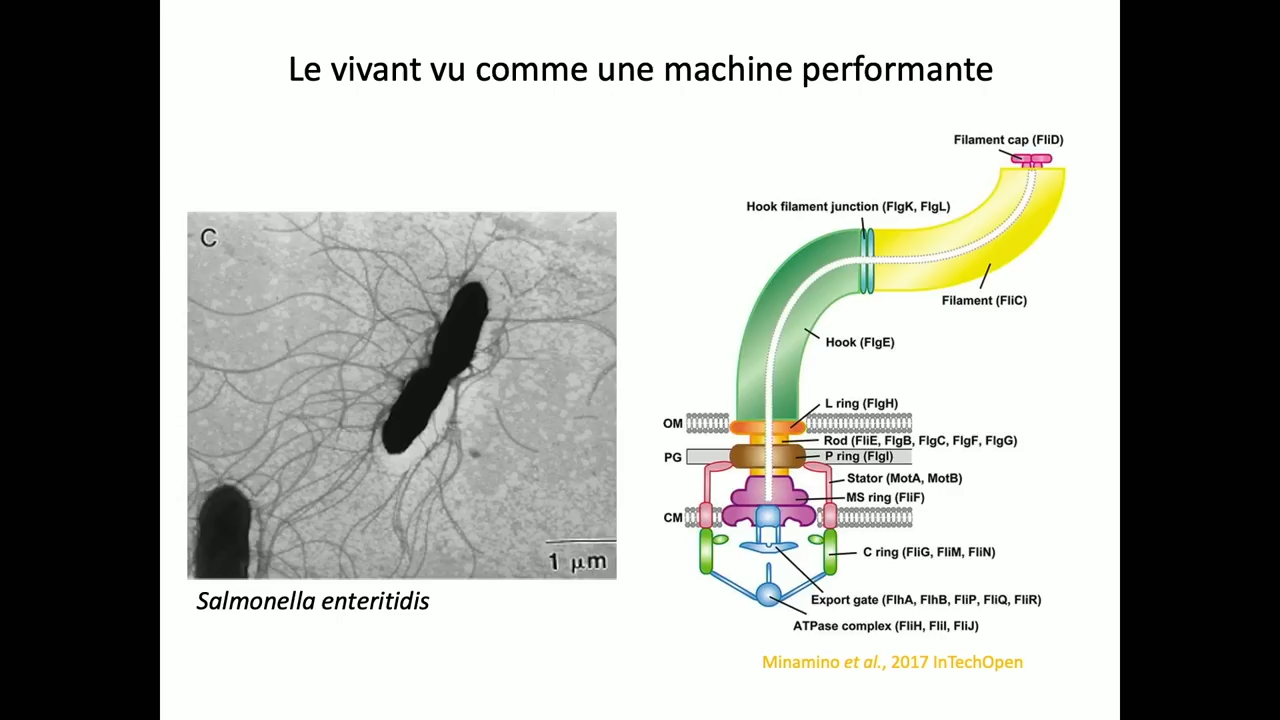 Le vivant vu comme une machine performante
C
1 µm
Salmonella enteritidis
Filament cap (FliD)
Hook filament junction (FlgK, FlgL)
Filament (FliC)
Hook (FlgE)
L ring (FlgH)
OM
Rod (FliE, FlgB, FlgC, FlgF, FlgG)
PG
P ring (FlgI)
Stator (MotA, MotB)
MS ring (FliF)
CM
C ring (FliG, FliM, FliN)
Export gate (FlhA, FlhB, FliP, FliQ, FliR)
ATPase complex (FliH, FliI, FliJ)
Minamino et al., 2017 InTechOpen